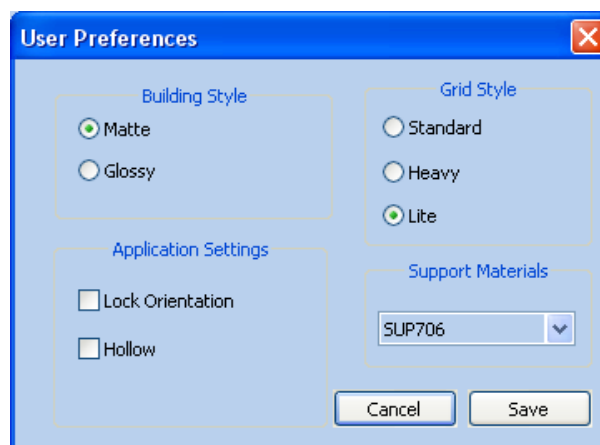 User Preferences
Building Style
Matte
Glossy
Grid Style
Standard
Heavy
Lite
Application Settings
Lock Orientation
Hollow
Support Materials
SUP706
Cancel
Save